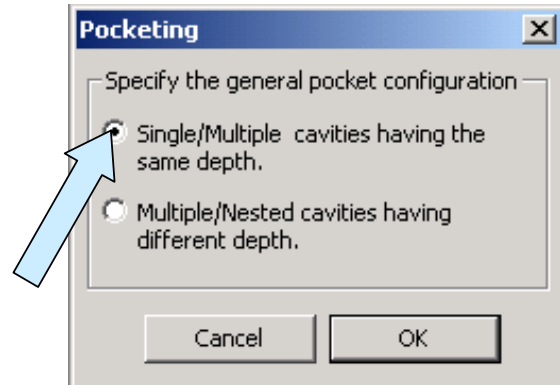 Pocketing
Specify the general pocket configuration
Single/Multiple cavities having the
same depth.
Multiple/Nested cavities having
different depth.
Cancel OK